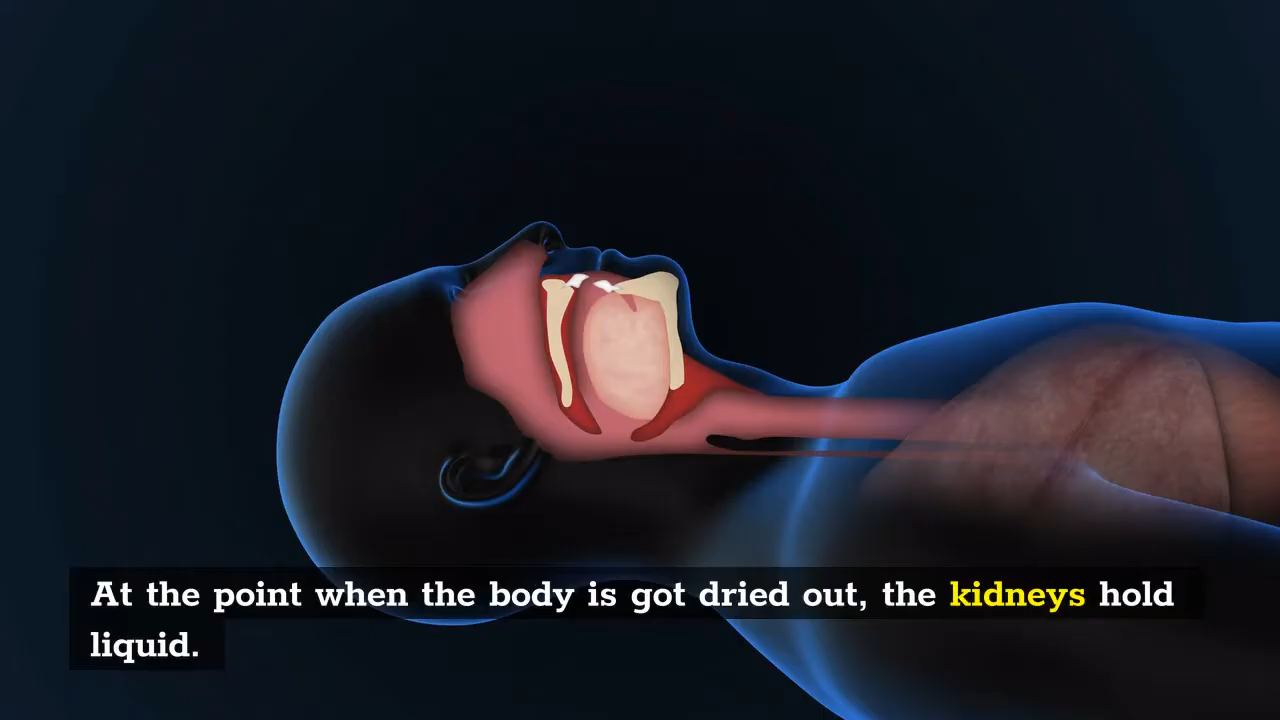 At the point when the body is got dried out, the kidneys hold
liquid.